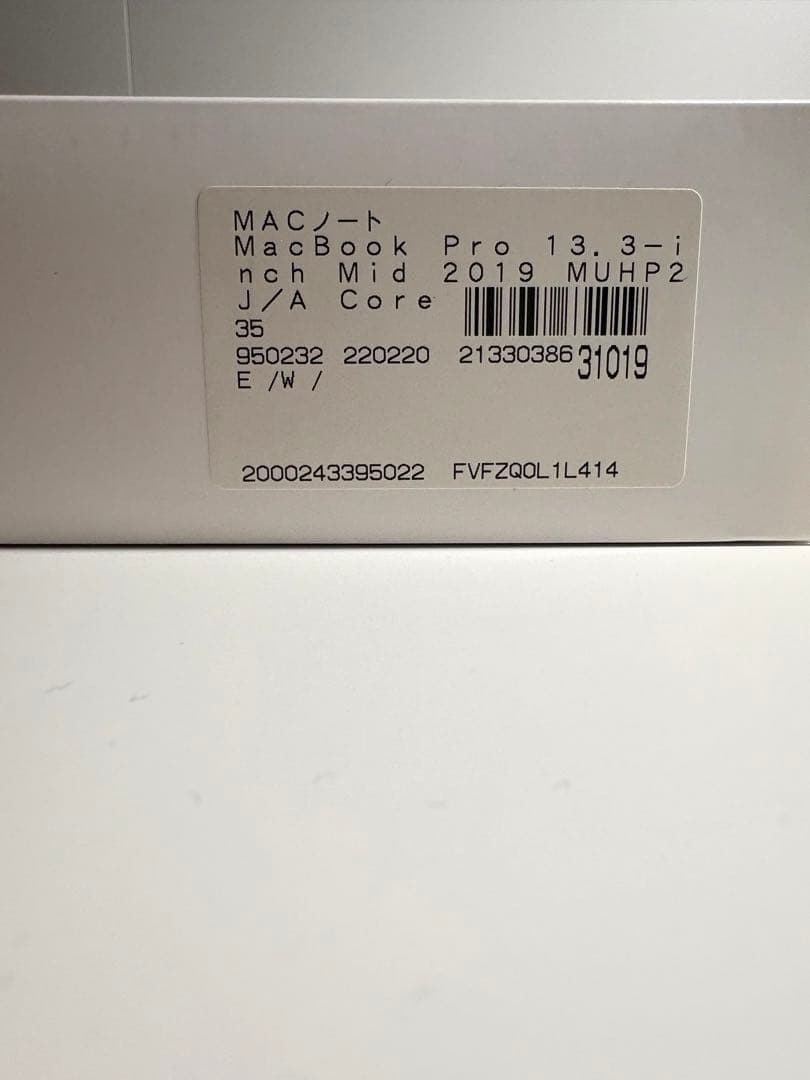 MACノート
MacBook Pro 13.3-i
nch Mid 2019 MUHP2
J/A Core
35
950232 220220 21330386 31019
E /W /
2000243395022 FVFZQ0L1L414